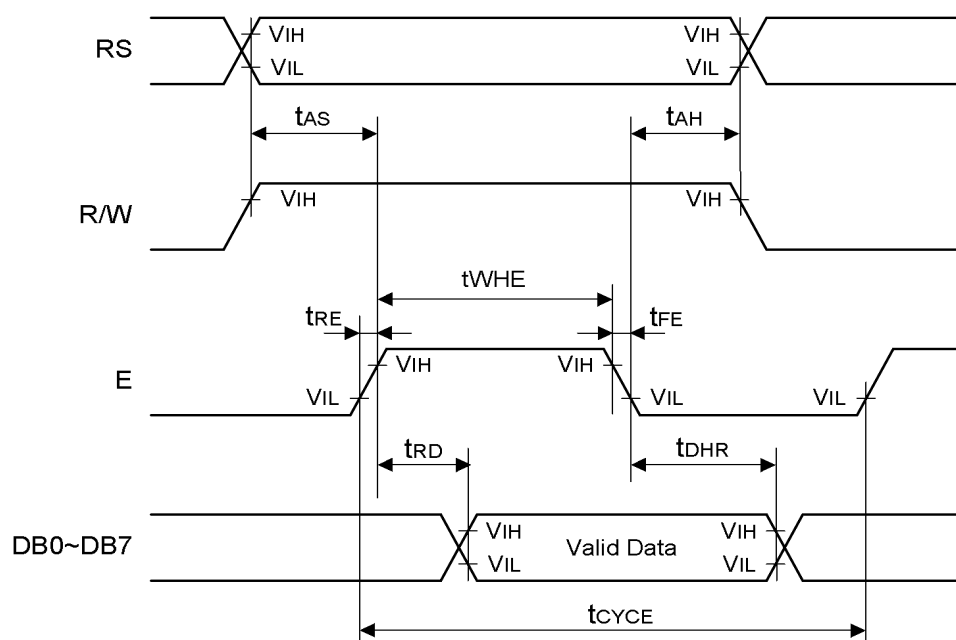 RS
VIH
VIH
VIL
VIL
tAS
tAH
R/W
VIH
VIH
tWHE
tRE
tFE
E
VIH
VIH
VIL
VIL
VIL
tRD
tDHR
DB0~DB7
VIH
Valid Data
VIH
VIL
VIL
tCYCE